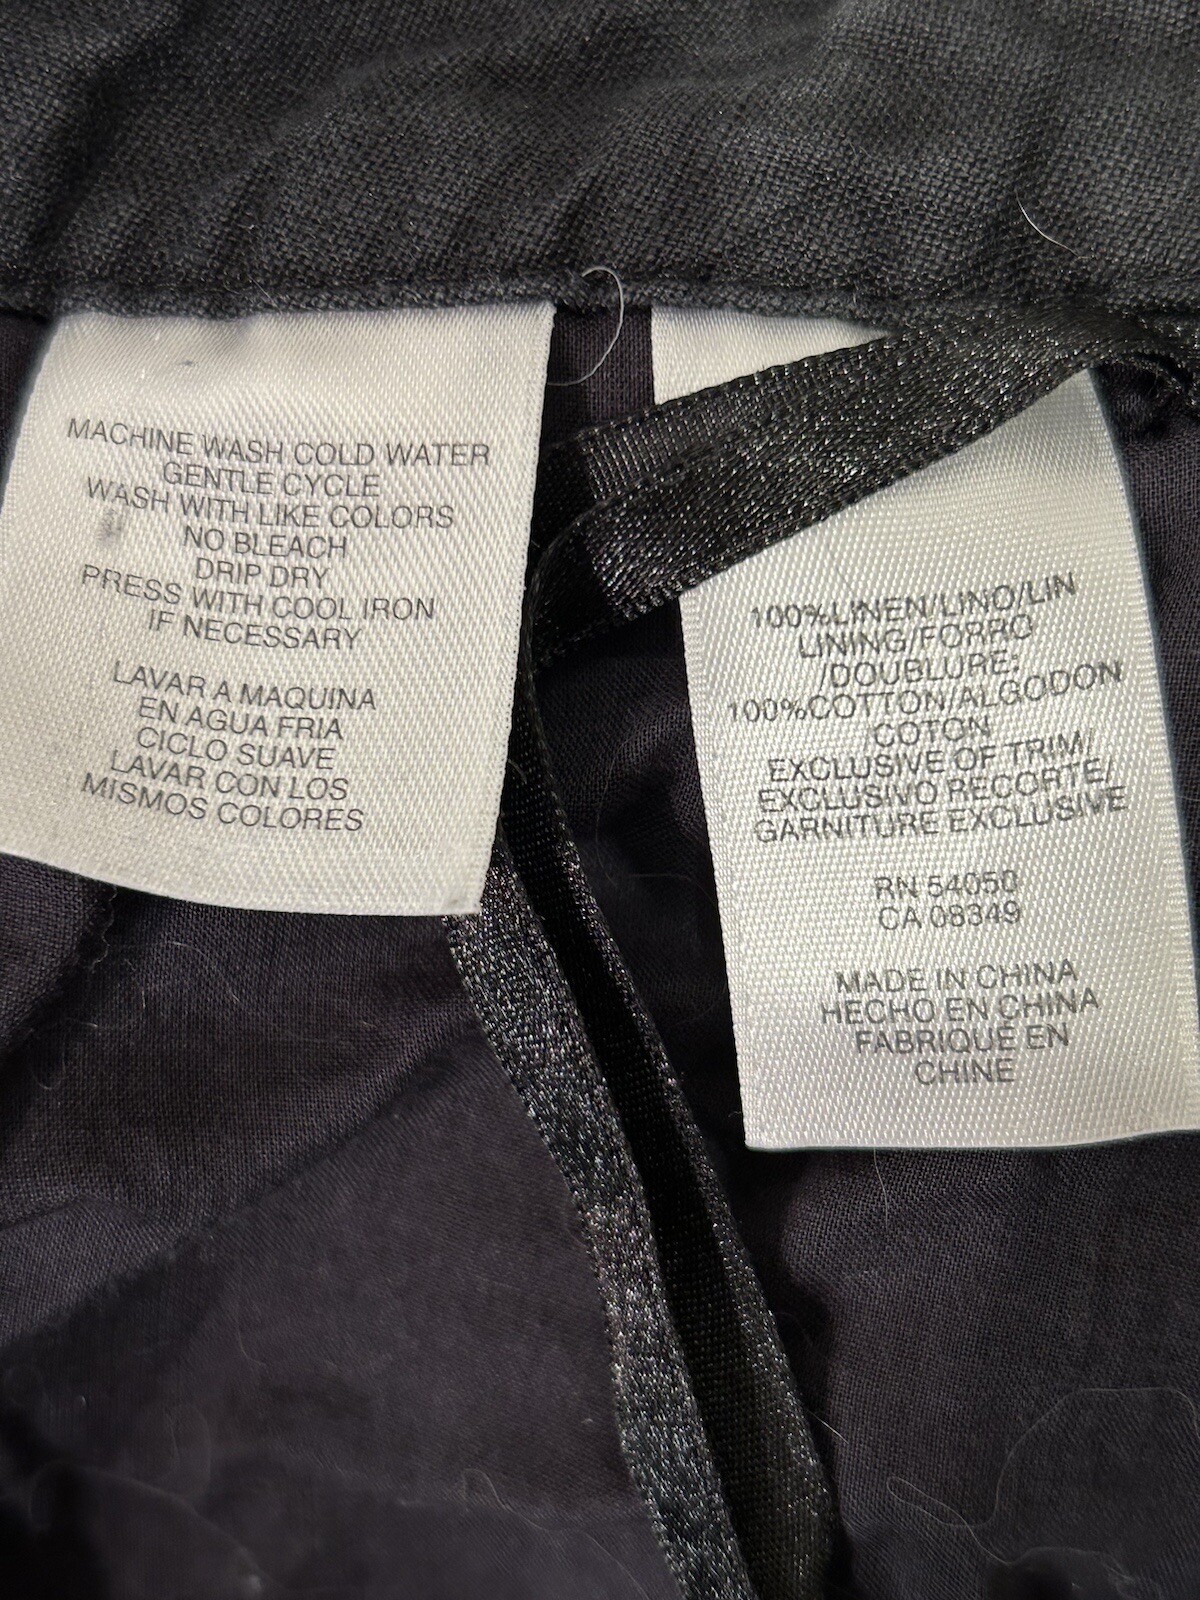 MACHINE WASH COLD WATER
GENTLE CYCLE
WASH WITH LIKE COLORS
NO BLEACH
DRIP DRY
PRESS WITH COOL IRON
IF NECESSARY
LAVAR A MAQUINA
EN AGUA FRIA
CICLO SUAVE
LAVAR CON LOS
MISMOS COLORES
100%LINEN/LINO/LIN
LINING/FORRO
/DOUBLURE:
100%COTTON/ALGODON
/COTON
EXCLUSIVE OF TRIM/
EXCLUSIVO RECORTE/
GARNITURE EXCLUSIVE
RN 54050
CA 08349
MADE IN CHINA
HECHO EN CHINA
FABRIQUÉ EN
CHINE